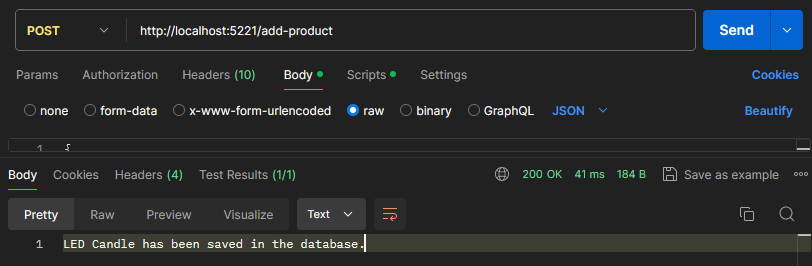 POST http://localhost:5221/add-product Send
Params Authorization Headers (10) Body Scripts Settings Cookies
none form-data x-www-form-urlencoded raw binary GraphQL JSON Beautify
1 {
Body Cookies Headers (4) Test Results (1/1) 200 OK 41 ms 184 B Save as example
Pretty Raw Preview Visualize Text
1 LED Candle has been saved in the database.